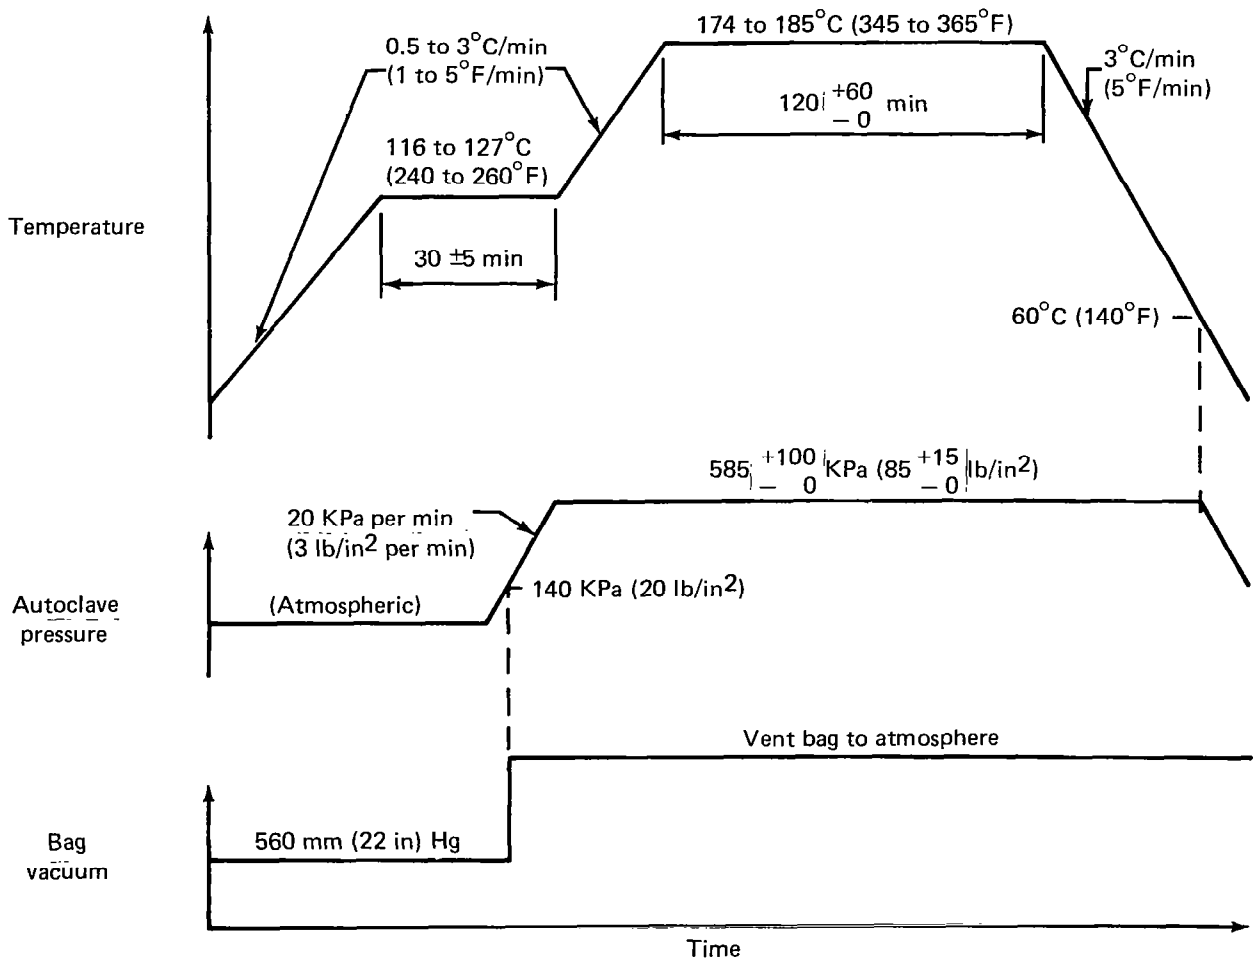 174 to 185°C (345 to 365°F)
0.5 to 3°C/min
(1 to 5°F/min)
3°C/min
(5°F/min)
120 +60 - 0 min
116 to 127°C
(240 to 260°F)
Temperature
30 ±5 min
60°C (140°F)
585 +100 - 0 KPa (85 +15 - 0 lb/in²)
20 KPa per min
(3 lb/in² per min)
140 KPa (20 lb/in²)
(Atmospheric)
Autoclave
pressure
Vent bag to atmosphere
560 mm (22 in) Hg
Bag
vacuum
Time